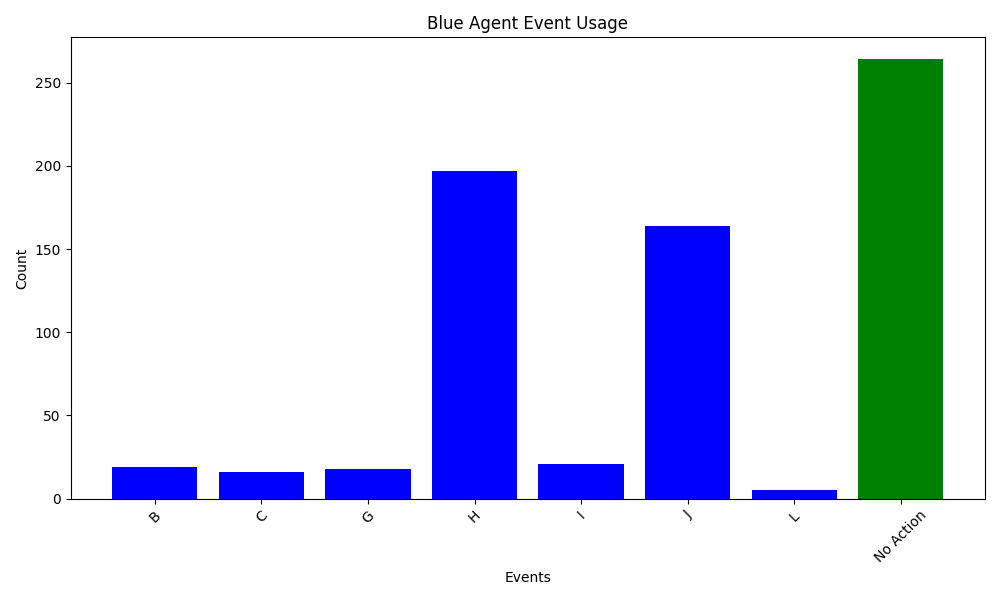 Blue Agent Event Usage
Count
250
200
150
100
50
0
B
C
G
H
I
J
L
No Action
Events